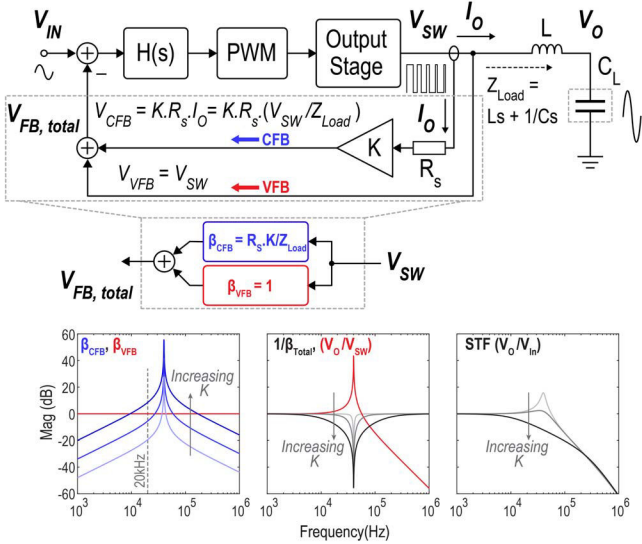 V_IN
H(s)
PWM
Output
Stage
V_SW
I_O
L
V_O
C_L
Z_Load =
Ls + 1/Cs
+
−
V_FB, total
V_CFB = K.R_s.I_O = K.R_s.(V_SW/Z_Load)
I_O
CFB
K
R_s
+
V_VFB = V_SW
VFB
β_CFB = R_S.K/Z_Load
V_FB, total
+
V_SW
β_VFB = 1
β_CFB, β_VFB
1/β_Total, (V_O/V_SW)
STF (V_O/V_In)
Increasing
K
Increasing
K
Increasing
K
20kHz
Mag (dB)
60
40
20
0
-20
-40
-60
10^3 10^4 10^5 10^6
10^3 10^4 10^5 10^6
10^3 10^4 10^5 10^6
Frequency(Hz)